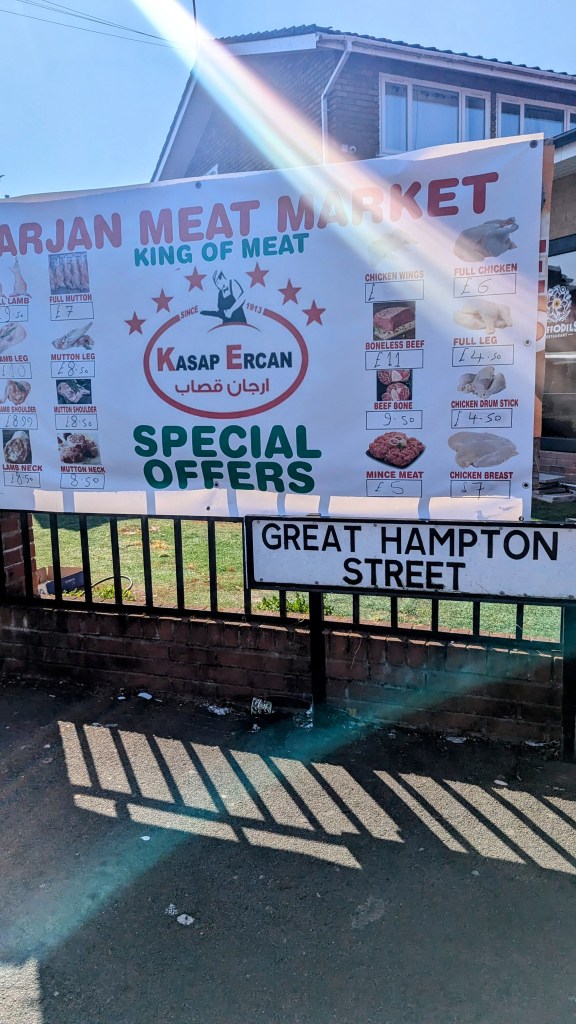 ARJAN MEAT MARKET
KING OF MEAT
SINCE 1913
KASAP ERCAN
ارجان قصاب
SPECIAL
OFFERS
LAMB
FULL MUTTON
£7
LEG
MUTTON LEG
£8.50
SHOULDER
MUTTON SHOULDER
£8.50
LAMB NECK
£8.50
MUTTON NECK
8.50
CHICKEN WINGS
£
FULL CHICKEN
£6
BONELESS BEEF
£11
FULL LEG
£4.50
BEEF BONE
9.50
CHICKEN DRUM STICK
£4.50
MINCE MEAT
£5
CHICKEN BREAST
£7
GREAT HAMPTON
STREET